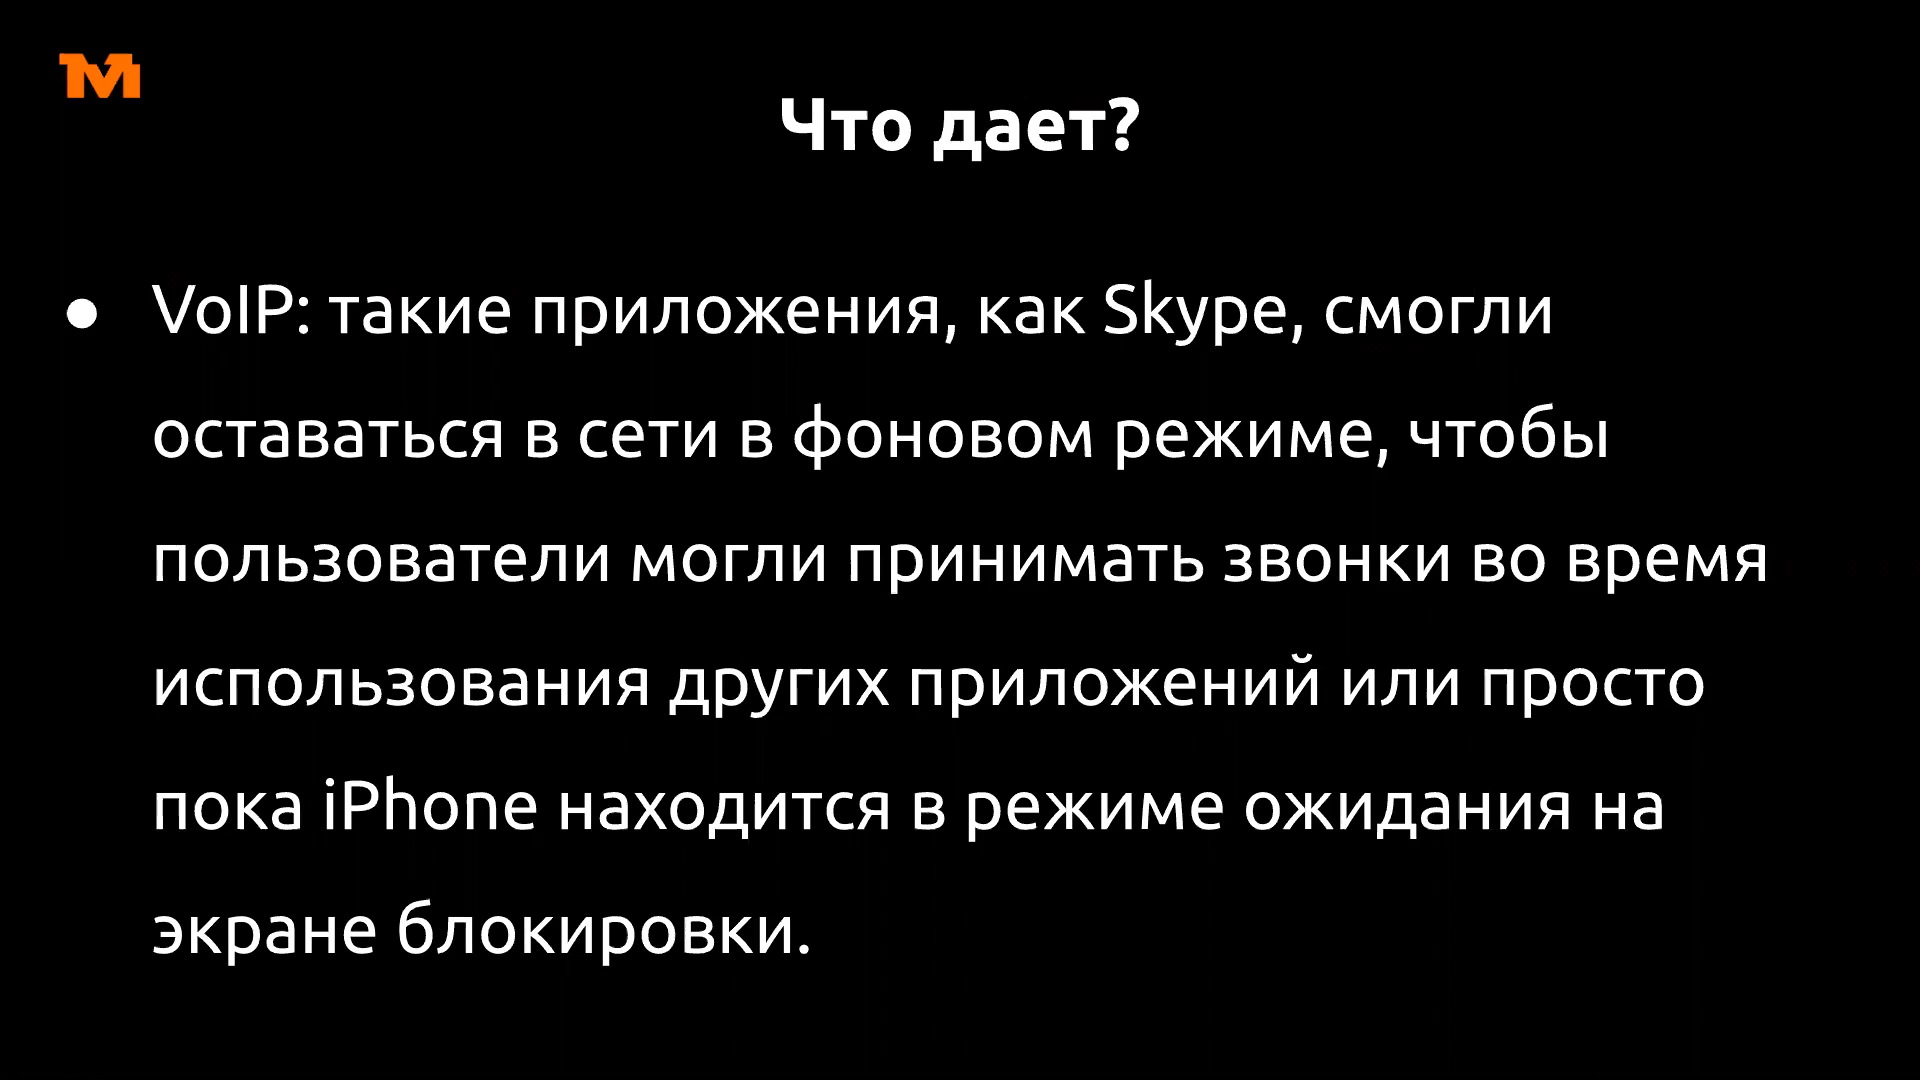 Что дает?
● VoIP: такие приложения, как Skype, смогли
оставаться в сети в фоновом режиме, чтобы
пользователи могли принимать звонки во время
использования других приложений или просто
пока iPhone находится в режиме ожидания на
экране блокировки.